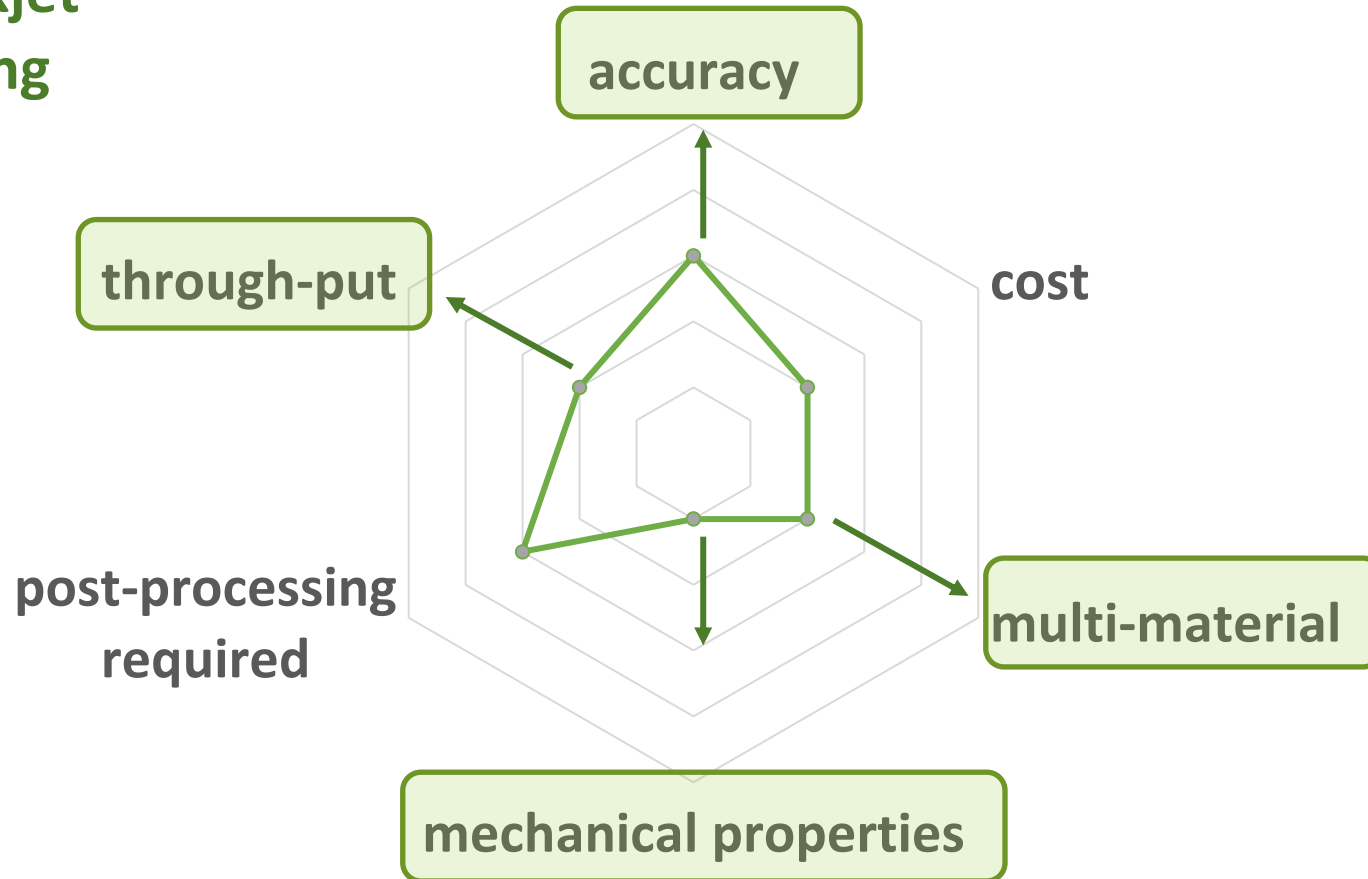 accuracy
through-put
cost
post-processing
required
multi-material
mechanical properties